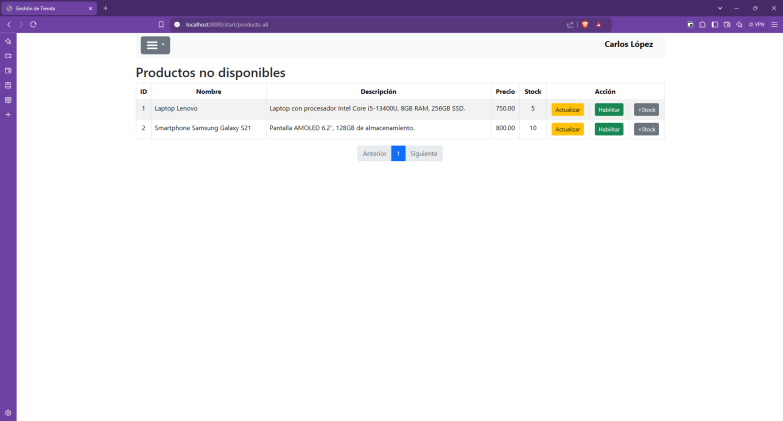 Gestión de Tienda
localhost:8080/start/products-all
VPN
Carlos López
Productos no disponibles
ID Nombre Descripción Precio Stock Acción
1 Laptop Lenovo Laptop con procesador Intel Core i5-13400U, 8GB RAM, 256GB SSD. 750.00 5 Actualizar Habilitar +Stock
2 Smartphone Samsung Galaxy S21 Pantalla AMOLED 6.2", 128GB de almacenamiento. 800.00 10 Actualizar Habilitar +Stock
Anterior 1 Siguiente